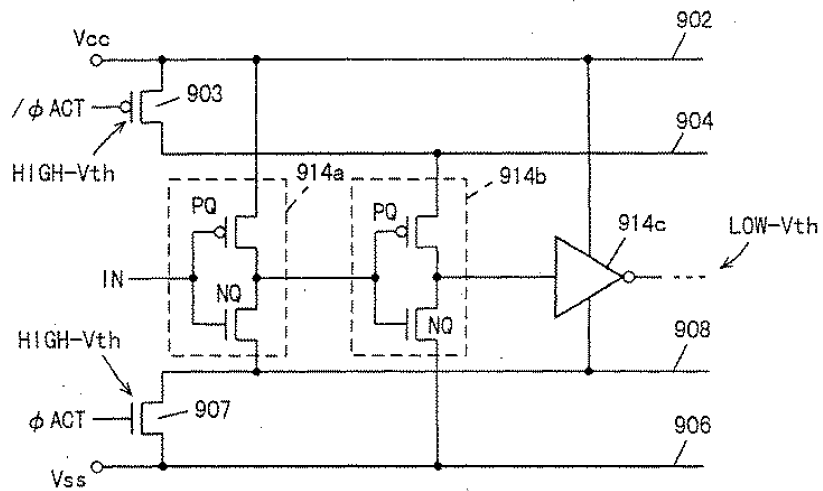 902
Vcc
903
/φACT
904
HIGH-Vth
914a
914b
PQ
PQ
914c
LOW-Vth
IN
NQ
NQ
HIGH-Vth
908
φACT
907
906
Vss